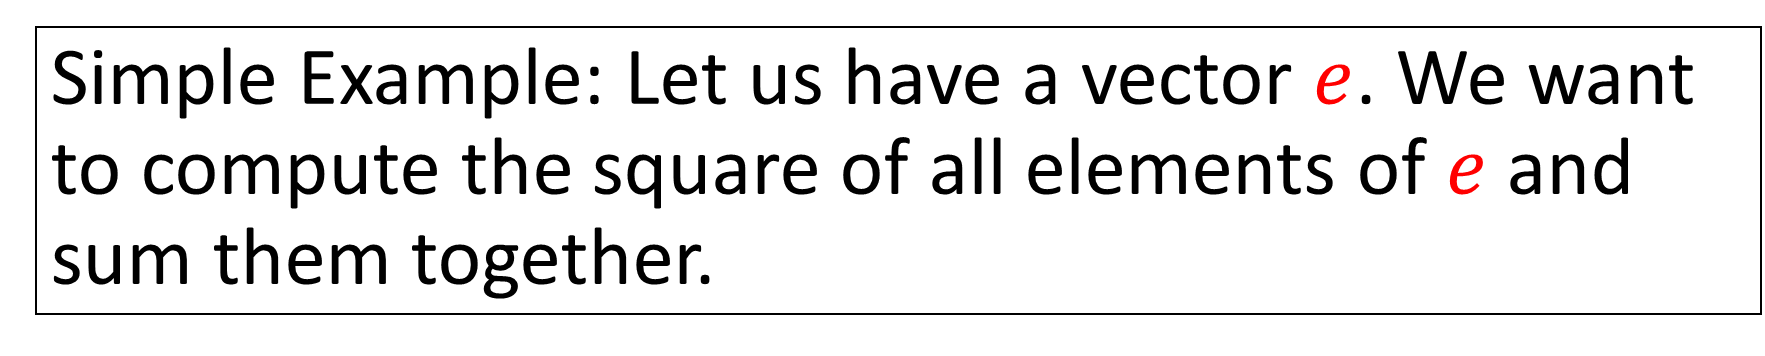 Simple Example: Let us have a vector e. We want
to compute the square of all elements of e and
sum them together.